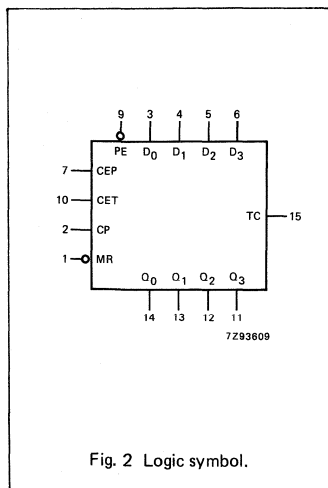 9 3 4 5 6
PE D0 D1 D2 D3
7 CEP
10 CET
TC 15
2 CP
1 MR
Q0 Q1 Q2 Q3
14 13 12 11
7Z93609
Fig. 2 Logic symbol.